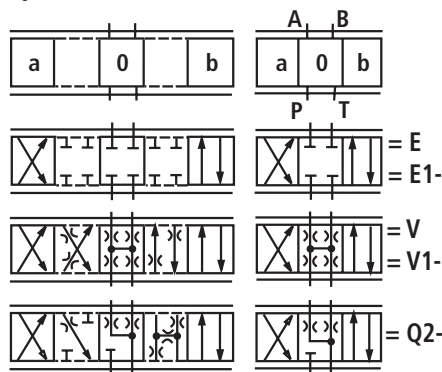 A B
a 0 b a 0 b
P T
= E
= E1-
= V
= V1-
= Q2-